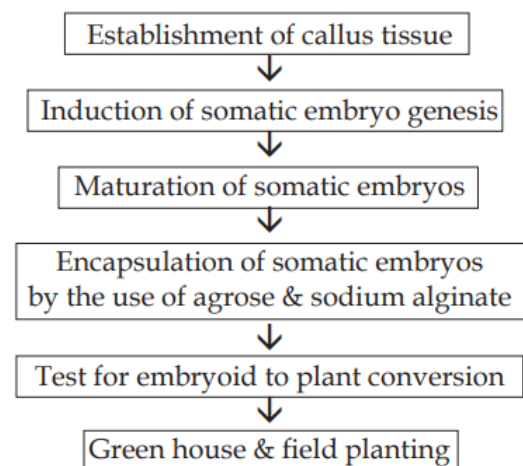 Establishment of callus tissue
Induction of somatic embryo genesis
Maturation of somatic embryos
Encapsulation of somatic embryos
by the use of agrose & sodium alginate
Test for embryoid to plant conversion
Green house & field planting